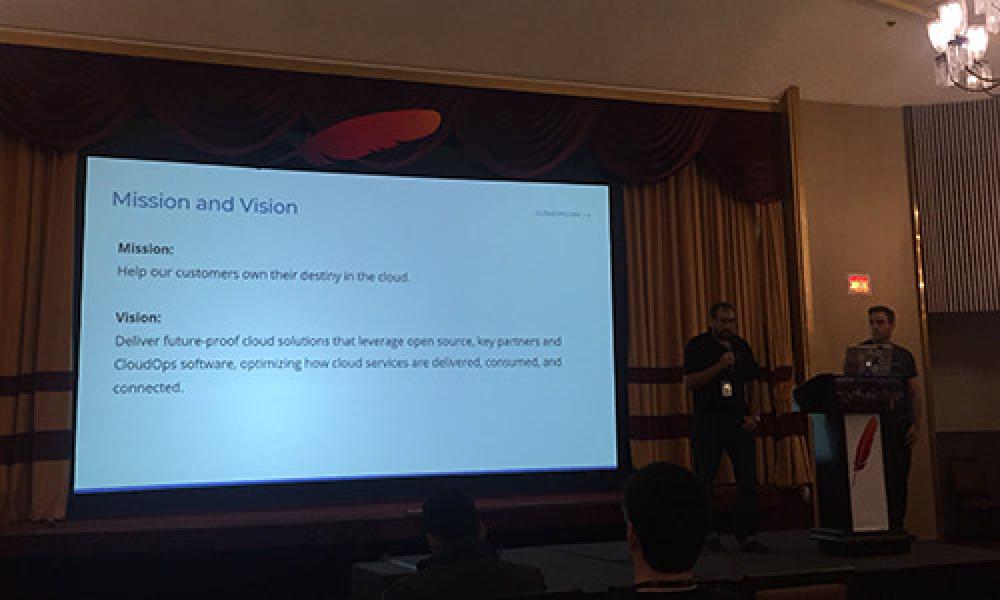 Mission and Vision
Mission:
Help our customers own their destiny in the cloud.
Vision:
Deliver future-proof cloud solutions that leverage open source, key partners and
CloudOps software, optimizing how cloud services are delivered, consumed, and
connected.